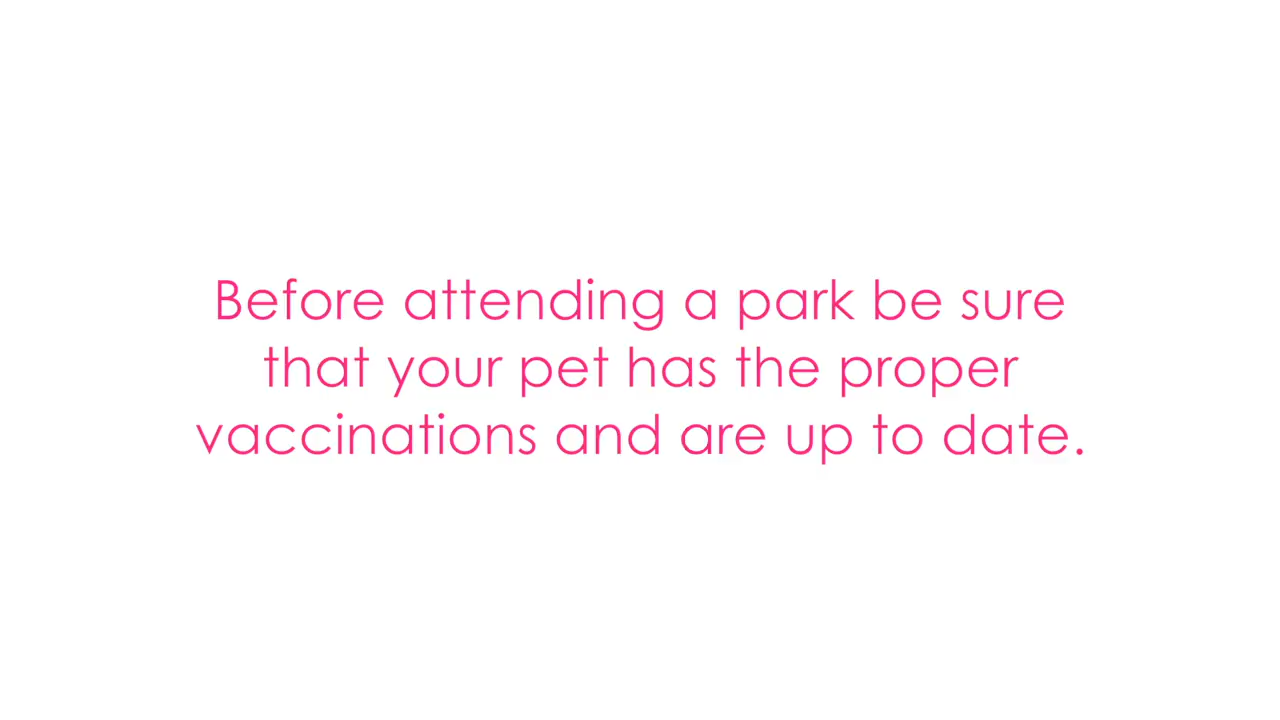 Before attending a park be sure
that your pet has the proper
vaccinations and are up to date.